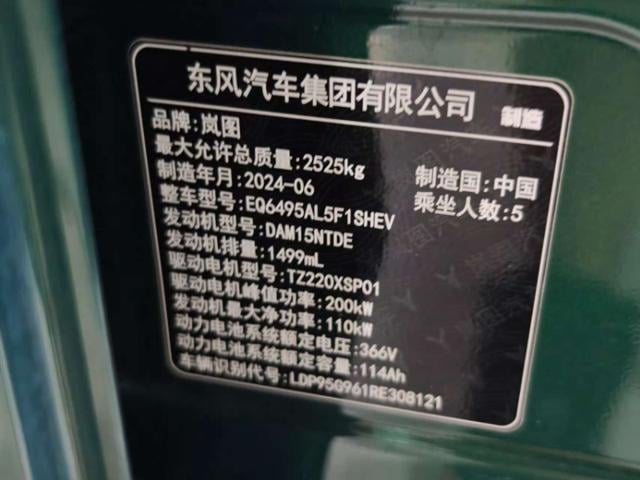 东风汽车集团有限公司 制造
品牌:岚图
最大允许总质量:2525kg
制造年月:2024-06 制造国:中国
整车型号:EQ6495AL5F1SHEV 乘坐人数:5
发动机型号:DAM15NTDE
发动机排量:1499mL
驱动电机型号:TZ220XSP01
驱动电机峰值功率:200kW
发动机最大净功率:110kW
动力电池系统额定电压:366V
动力电池系统额定容量:114Ah
车辆识别代号:LDP95G961RE308121